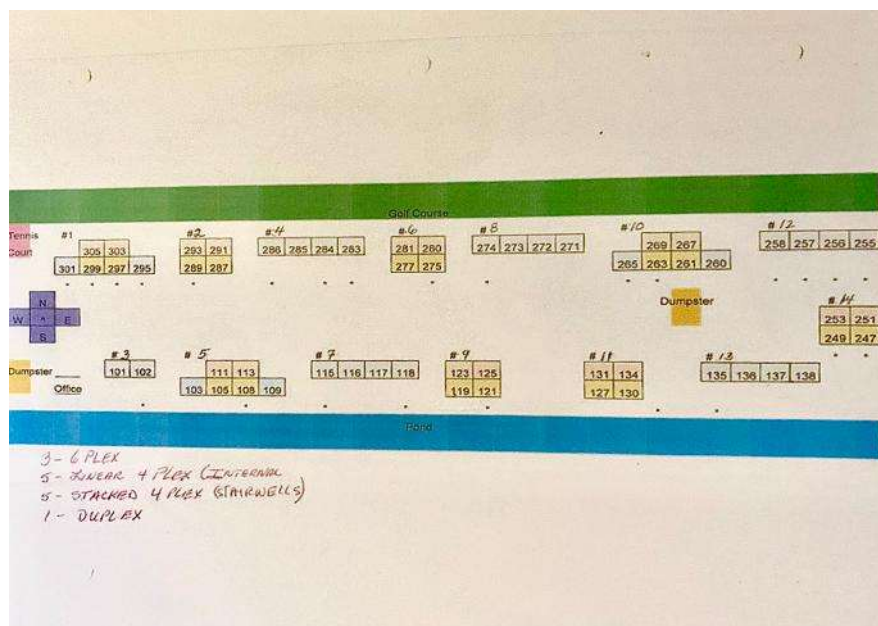 Golf Course
Tennis
Court
#1
305 303
301 299 297 295
#2
293 291
289 287
#4
286 285 284 283
#6
281 280
277 275
#8
274 273 272 271
#10
269 267
265 263 261 260
#12
258 257 256 255
N
W ^ E
S
Dumpster
#14
253 251
249 247
Dumpster
Office
#3
101 102
#5
111 113
103 105 108 109
#7
115 116 117 118
#9
123 125
119 121
#11
131 134
127 130
#13
135 136 137 138
Pond
3 - 6 PLEX
5 - LINEAR 4 PLEX (INTERNAL
5 - STACKED 4 PLEX (STAIRWELLS)
1 - DUPLEX